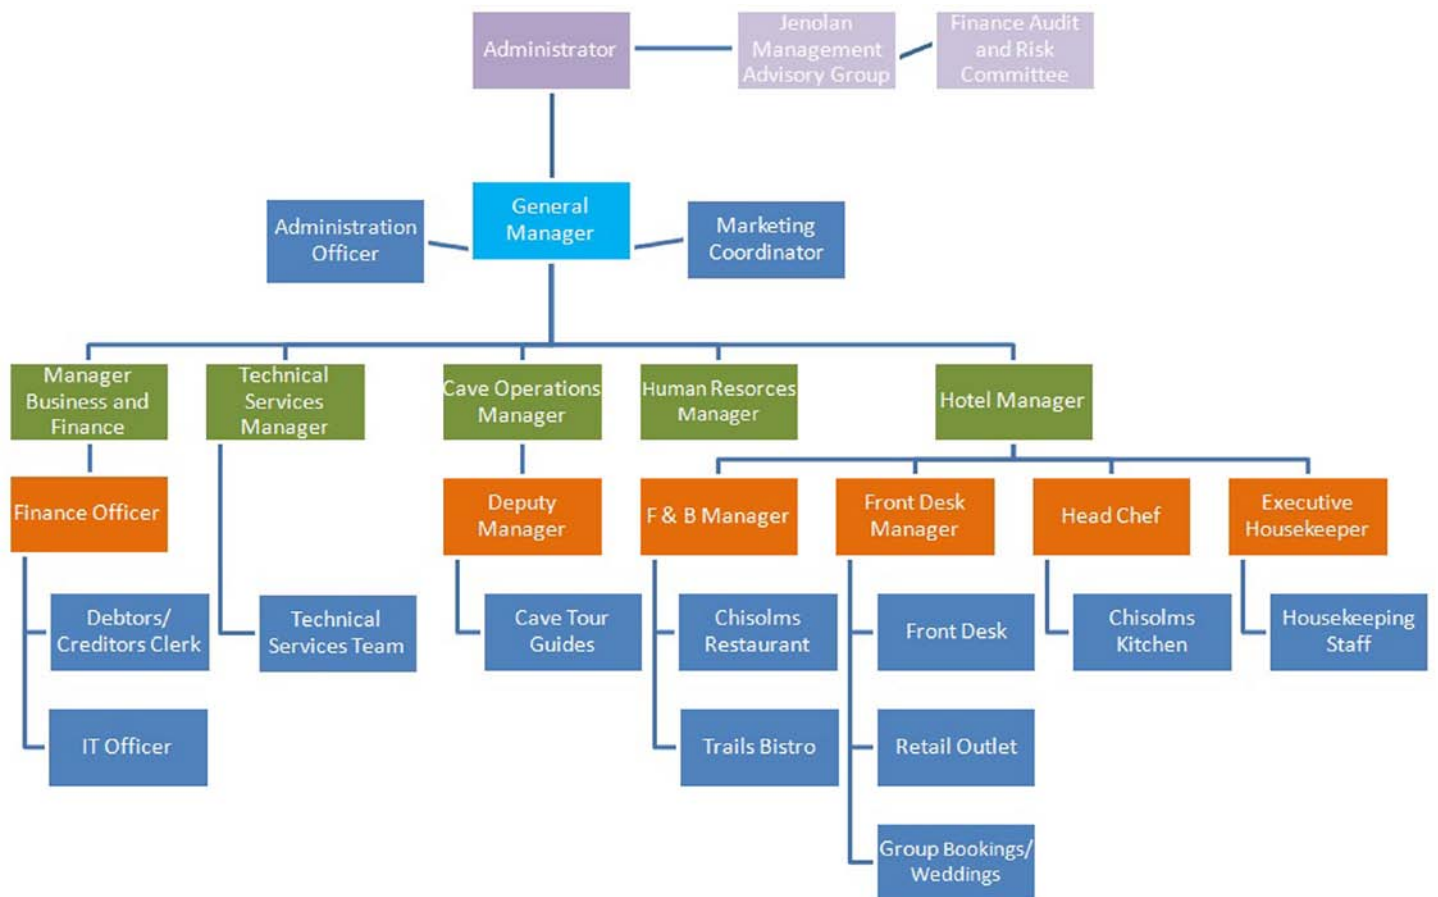 Administrator
Jenolan
Management
Advisory Group
Finance Audit
and Risk
Committee
General
Manager
Administration
Officer
Marketing
Coordinator
Manager
Business and
Finance
Technical
Services
Manager
Cave Operations
Manager
Human Resorces
Manager
Hotel Manager
Finance Officer
Deputy
Manager
F & B Manager
Front Desk
Manager
Head Chef
Executive
Housekeeper
Debtors/
Creditors Clerk
Technical
Services Team
Cave Tour
Guides
Chisolms
Restaurant
Front Desk
Chisolms
Kitchen
Housekeeping
Staff
IT Officer
Trails Bistro
Retail Outlet
Group Bookings/
Weddings